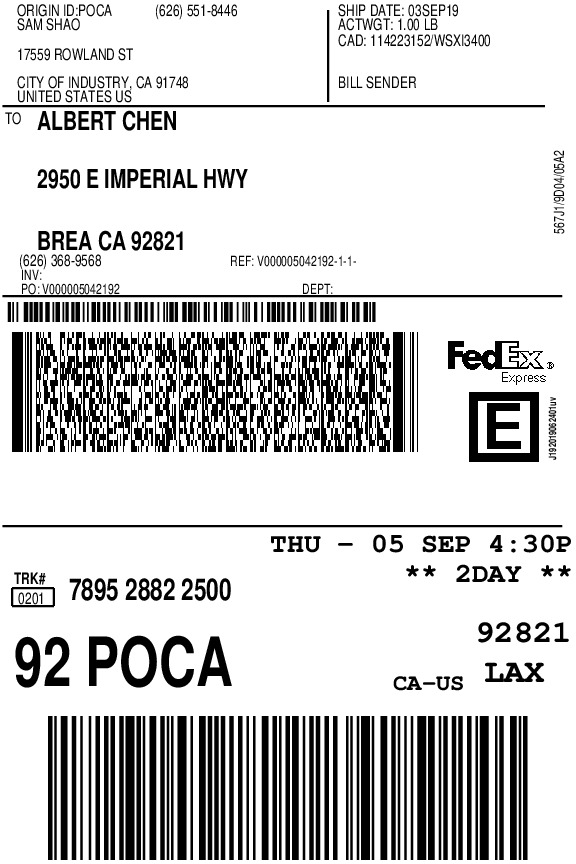 ORIGIN ID:POCA (626) 551-8446
SAM SHAO
17559 ROWLAND ST
CITY OF INDUSTRY, CA 91748
UNITED STATES US
SHIP DATE: 03SEP19
ACTWGT: 1.00 LB
CAD: 114223152/WSXI3400
BILL SENDER
TO ALBERT CHEN
2950 E IMPERIAL HWY
BREA CA 92821
(626) 368-9568 REF: V000005042192-1-1-
INV:
PO: V000005042192 DEPT:
567J1/9D04/05A2
FedEx®
Express
E
J192019062401uv
THU – 05 SEP 4:30P
** 2DAY **
TRK#
0201 7895 2882 2500
92821
92 POCA
CA–US LAX